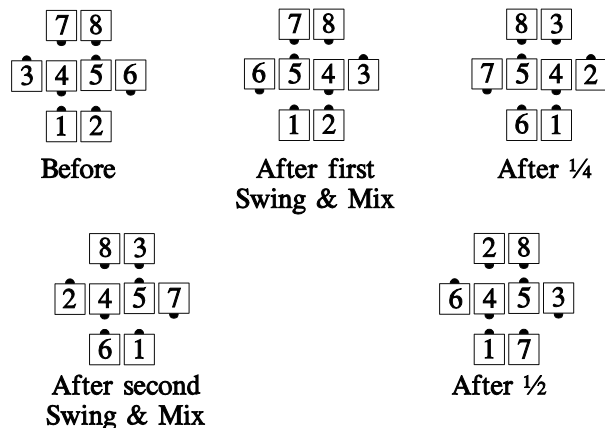 7 8 7 8 8 3
3 4 5 6 6 5 4 3 7 5 4 2
1 2 1 2 6 1
Before After first After ¼
Swing & Mix
8 3 2 8
2 4 5 7 6 4 5 3
6 1 1 7
After second After ½
Swing & Mix